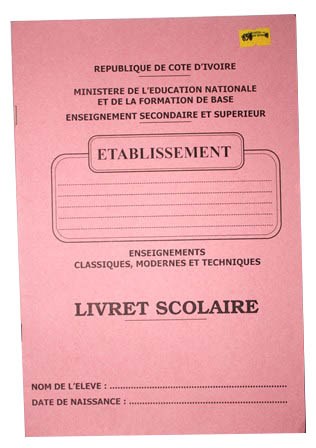 REPUBLIQUE DE COTE D'IVOIRE
MINISTERE DE L'EDUCATION NATIONALE
ET DE LA FORMATION DE BASE
ENSEIGNEMENT SECONDAIRE ET SUPERIEUR
ETABLISSEMENT
ENSEIGNEMENTS
CLASSIQUES, MODERNES ET TECHNIQUES
LIVRET SCOLAIRE
NOM DE L'ELEVE :
DATE DE NAISSANCE :